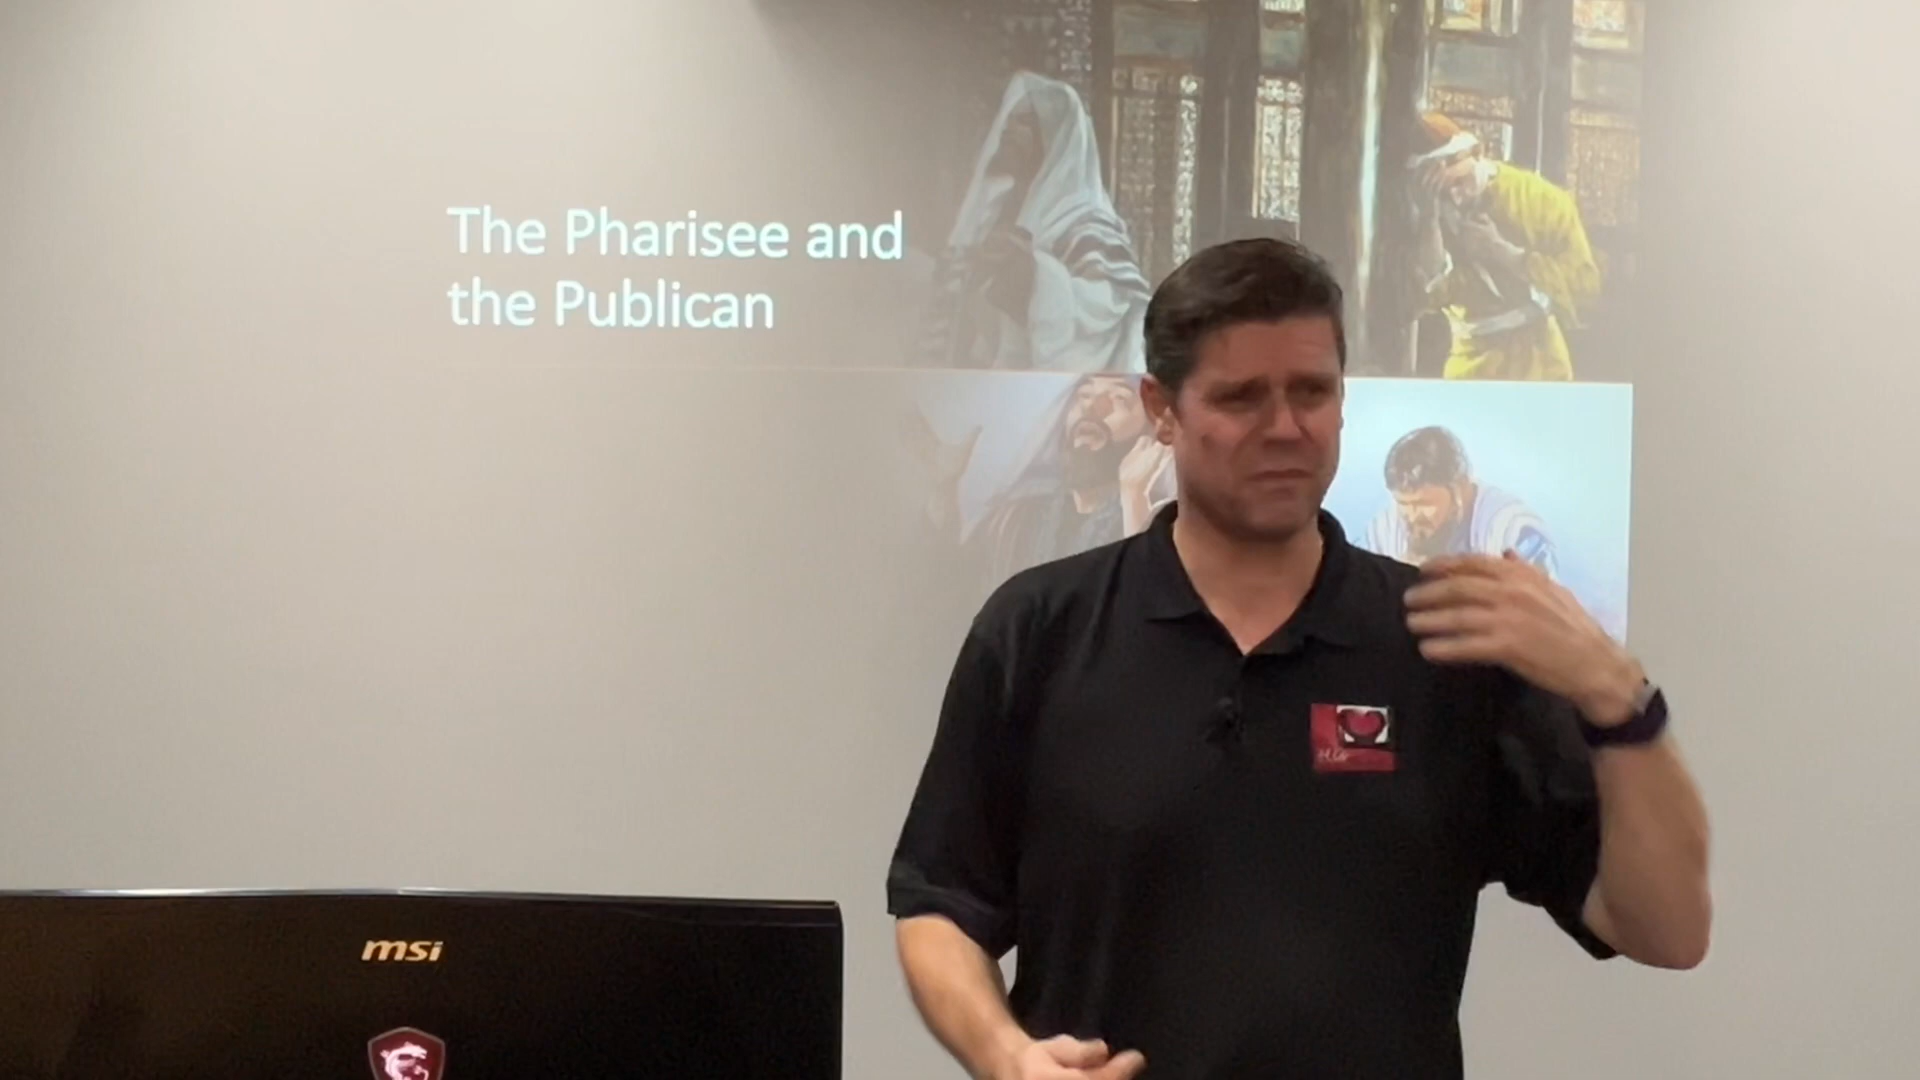 The Pharisee and
the Publican
msi